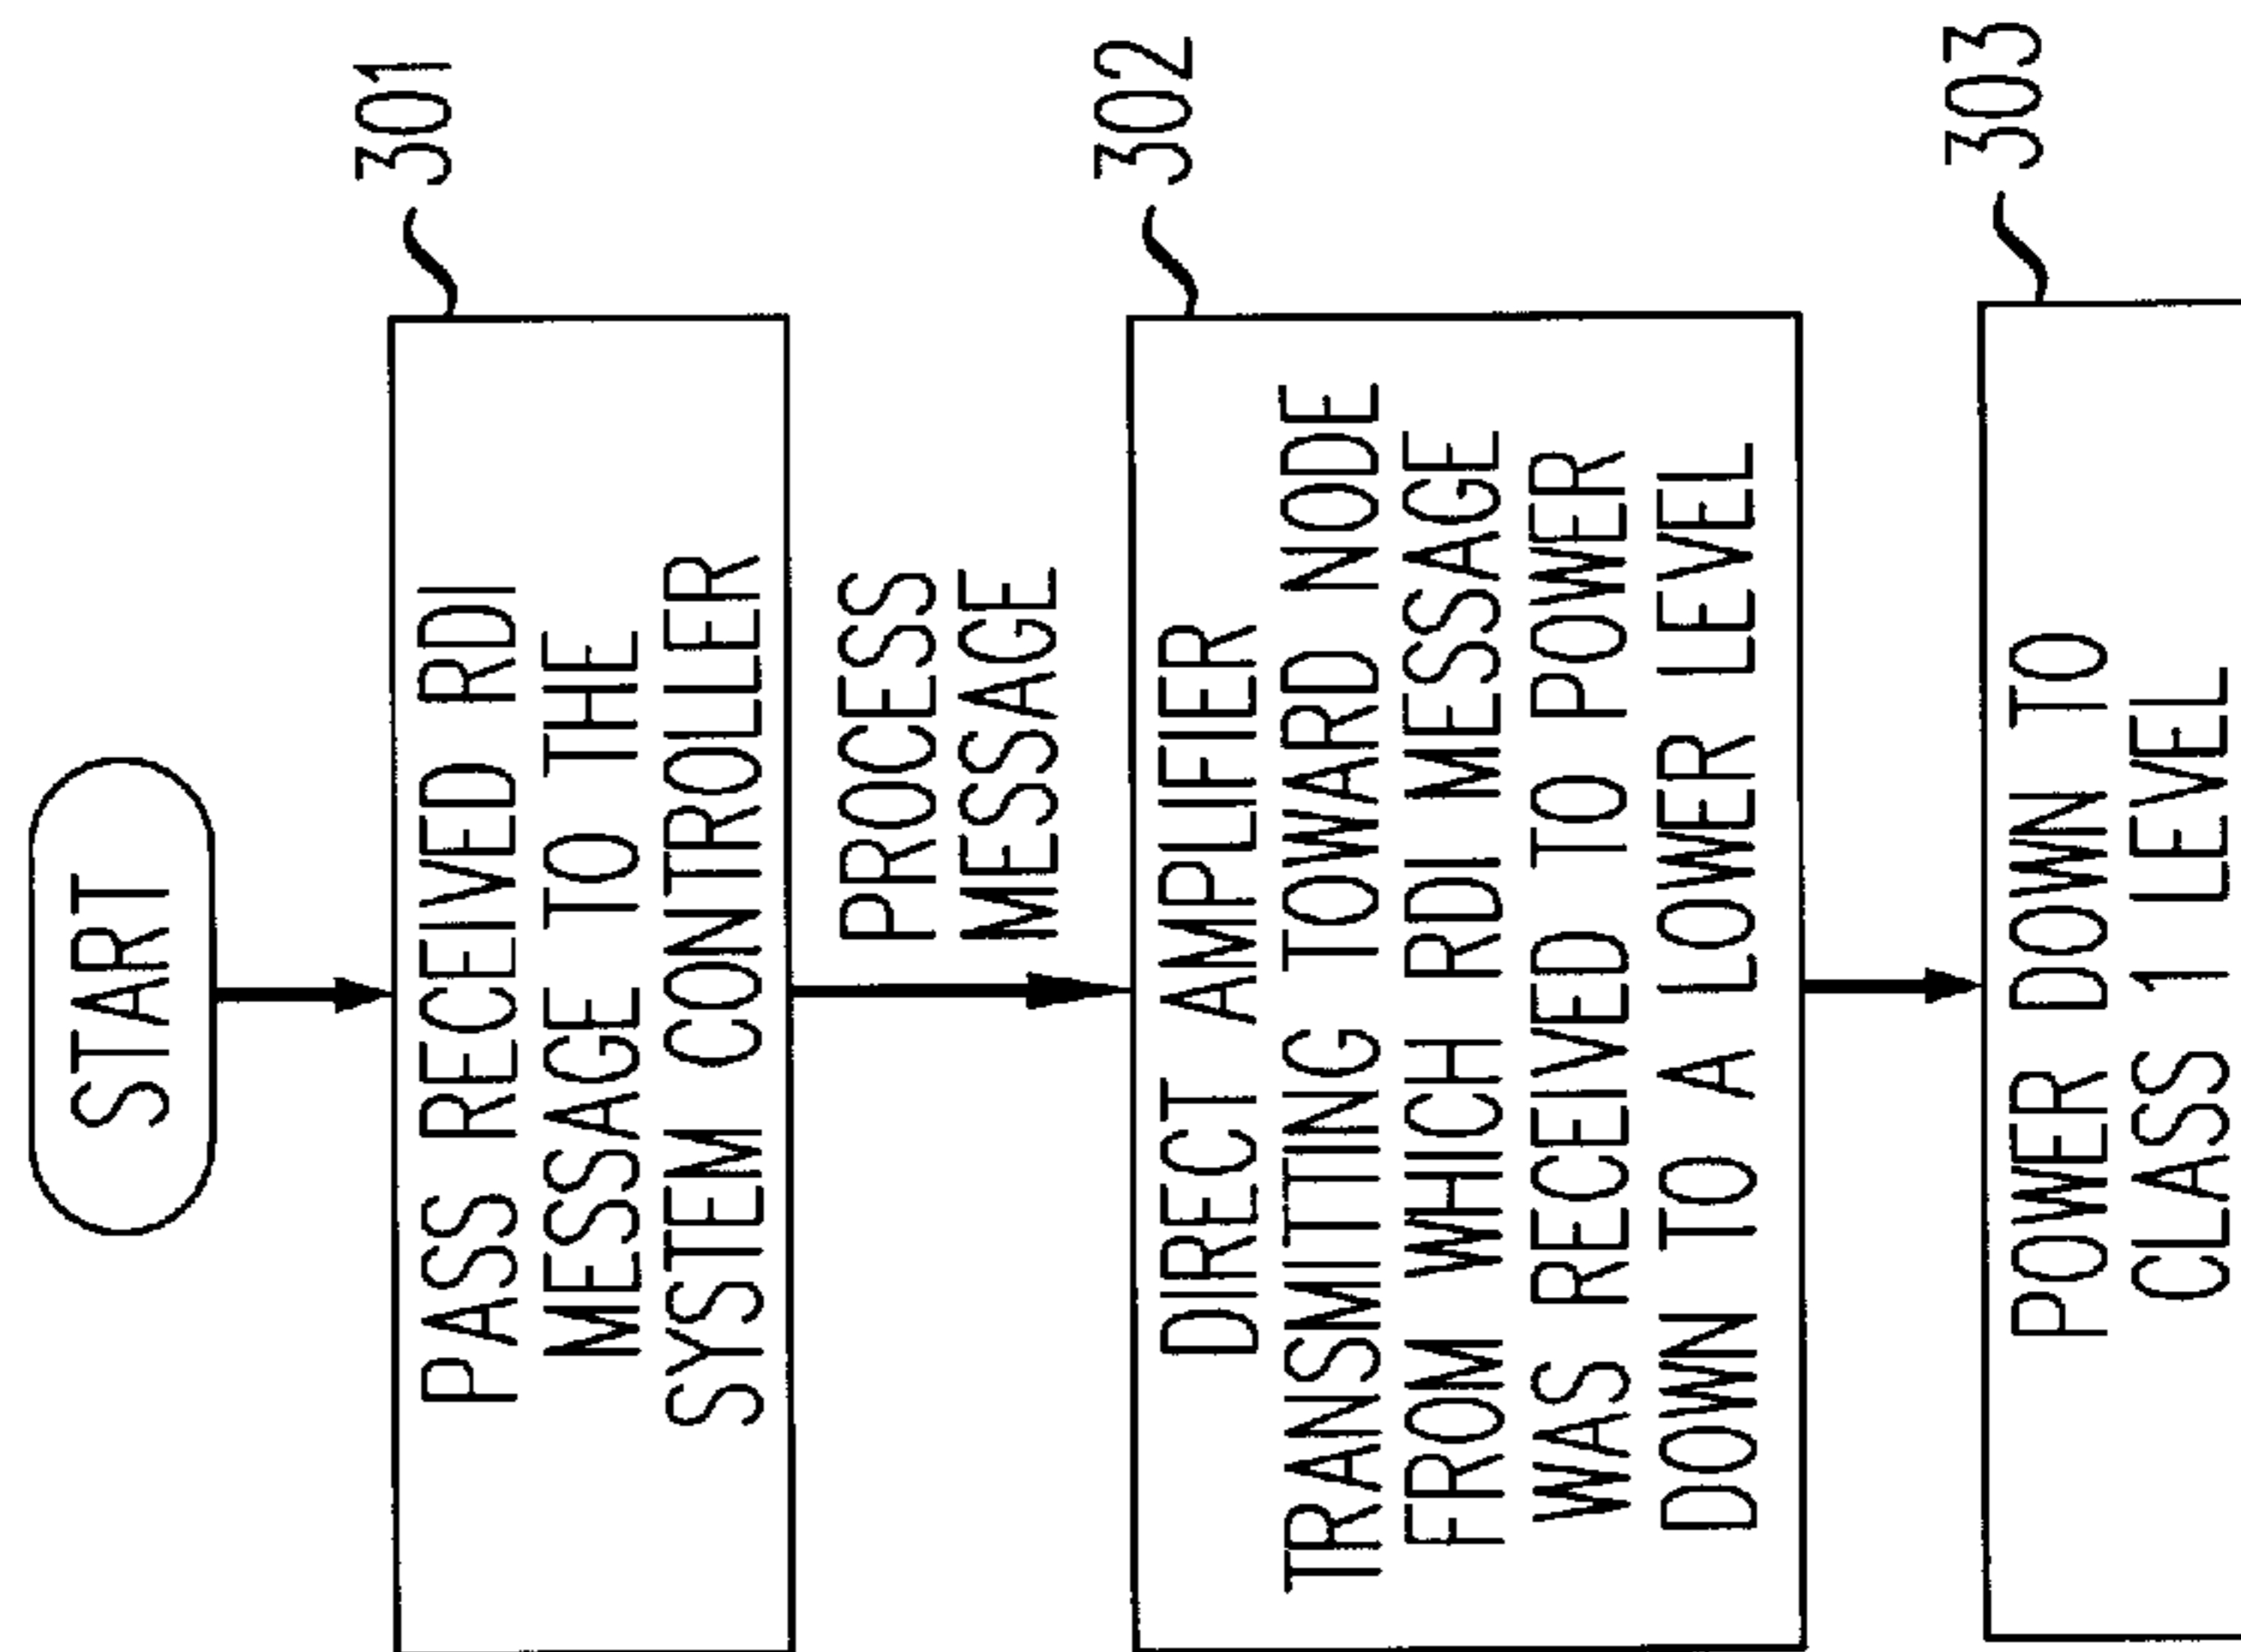 START
301
PASS RECEIVED RDI
MESSAGE TO THE
SYSTEM CONTROLLER
PROCESS
MESSAGE
302
DIRECT AMPLIFIER
TRANSMITTING TOWARD NODE
FROM WHICH RDI MESSAGE
WAS RECEIVED TO POWER
DOWN TO A LOWER LEVEL
303
POWER DOWN TO
CLASS 1 LEVEL